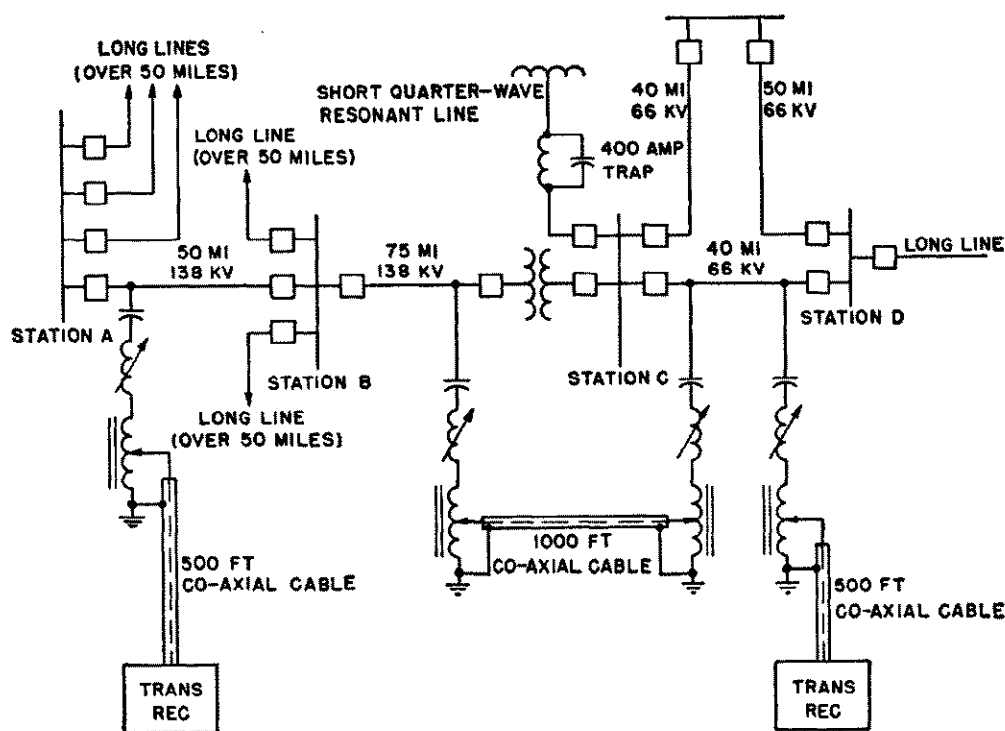 LONG LINES
(OVER 50 MILES)
SHORT QUARTER-WAVE
RESONANT LINE
40 MI
66 KV
50 MI
66 KV
LONG LINE
(OVER 50 MILES)
400 AMP
TRAP
50 MI
138 KV
75 MI
138 KV
40 MI
66 KV
LONG LINE
STATION A
STATION B
STATION C
STATION D
LONG LINE
(OVER 50 MILES)
500 FT
CO-AXIAL CABLE
1000 FT
CO-AXIAL CABLE
500 FT
CO-AXIAL CABLE
TRANS
REC
TRANS
REC